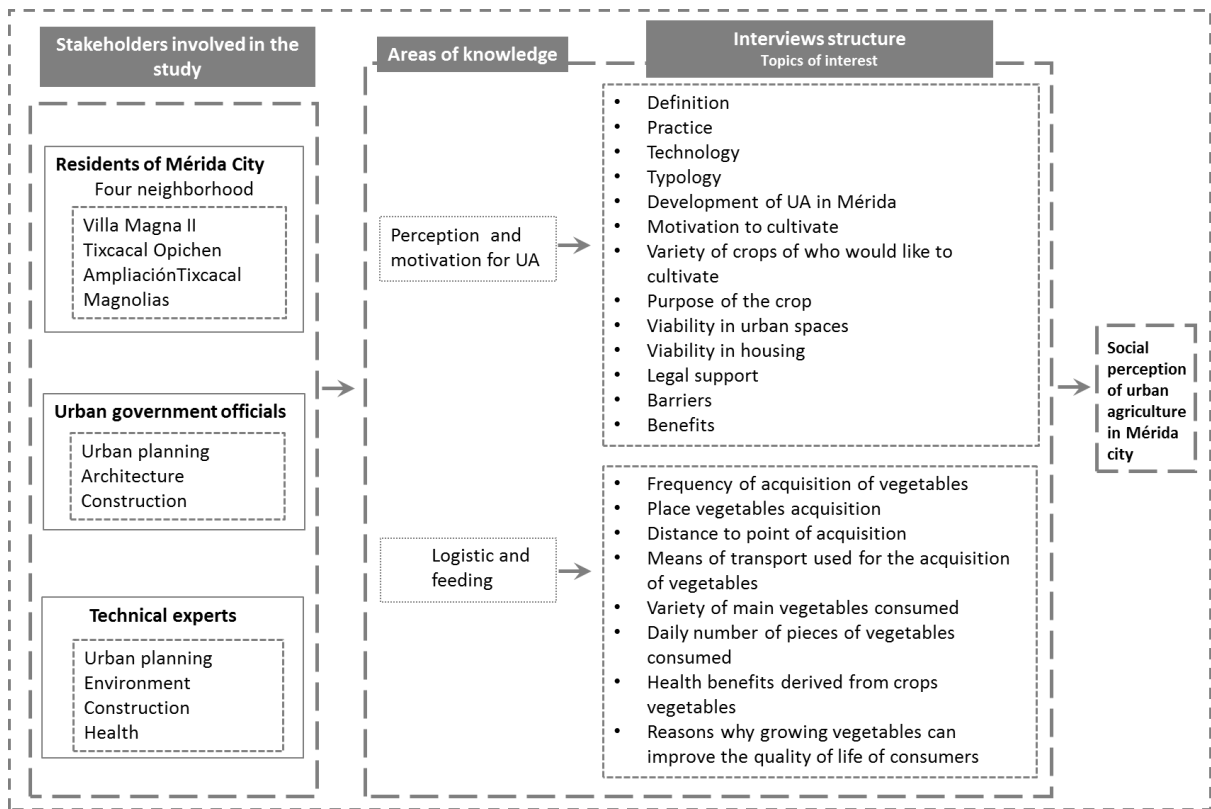 Stakeholders involved in the
study
Residents of Mérida City
Four neighborhood
Villa Magna II
Tixcacal Opichen
AmpliaciónTixcacal
Magnolias
Urban government officials
Urban planning
Architecture
Construction
Technical experts
Urban planning
Environment
Construction
Health
Areas of knowledge
Perception and
motivation for UA
Logistic and
feeding
Interviews structure
Topics of interest
• Definition
• Practice
• Technology
• Typology
• Development of UA in Mérida
• Motivation to cultivate
• Variety of crops of who would like to
cultivate
• Purpose of the crop
• Viability in urban spaces
• Viability in housing
• Legal support
• Barriers
• Benefits
• Frequency of acquisition of vegetables
• Place vegetables acquisition
• Distance to point of acquisition
• Means of transport used for the acquisition
of vegetables
• Variety of main vegetables consumed
• Daily number of pieces of vegetables
consumed
• Health benefits derived from crops
vegetables
• Reasons why growing vegetables can
improve the quality of life of consumers
Social
perception
of urban
agriculture
in Mérida
city